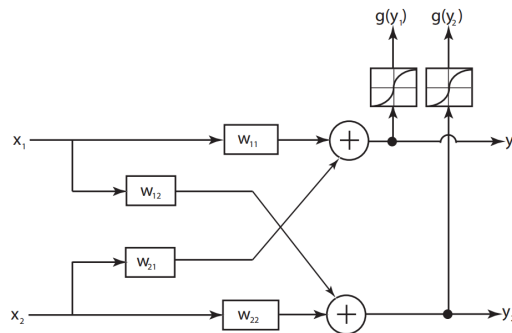 g(y₁) g(y₂)
x₁ w₁₁ + y
w₁₂
w₂₁
x₂ w₂₂ + y